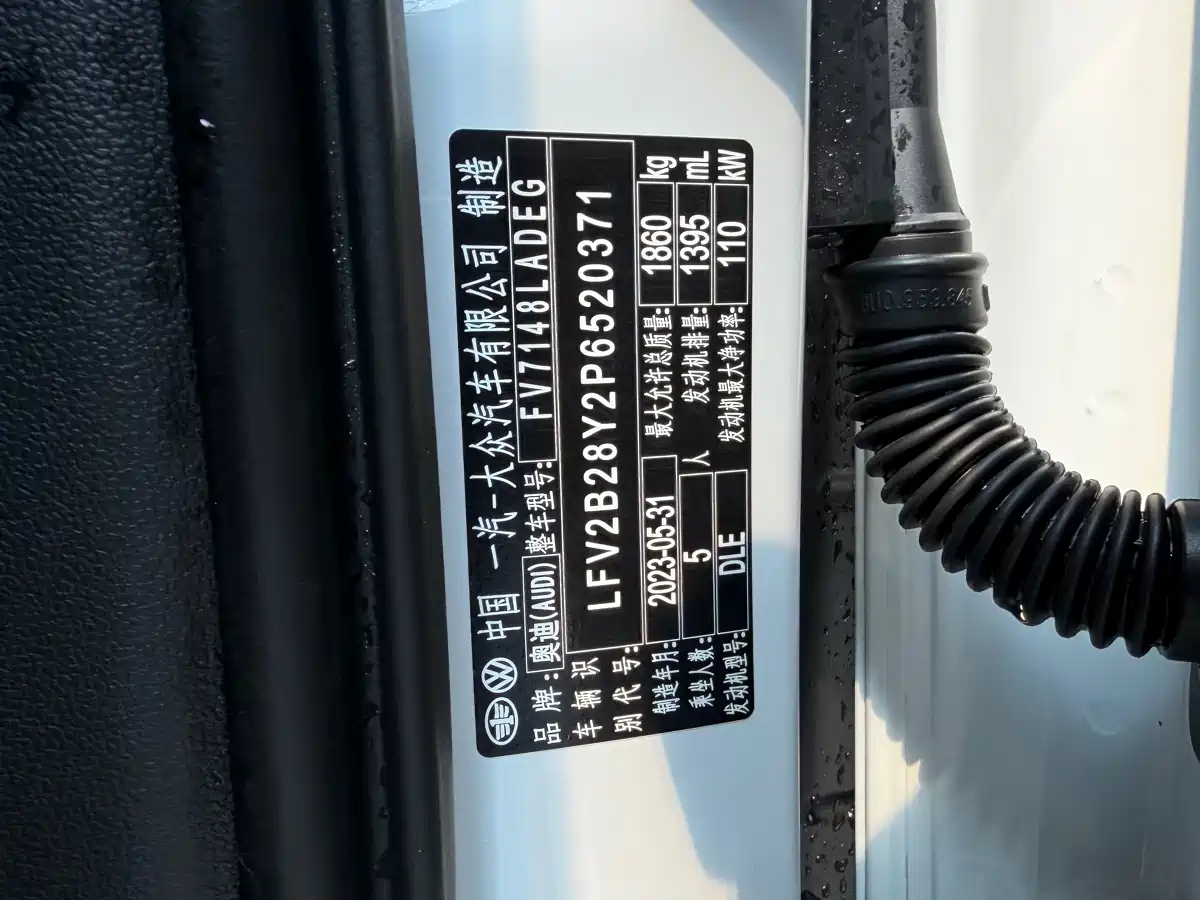 中国 一汽-大众汽车有限公司 制造
品牌:奥迪(AUDI) 整车型号:FV7148LADEG
车辆识别代号: LFV2B28Y2P6520371
制造年月: 2023-05-31 最大允许总质量: 1860 kg
乘坐人数: 5 人 发动机排量: 1395 mL
发动机型号: DLE 发动机最大净功率: 110 kW